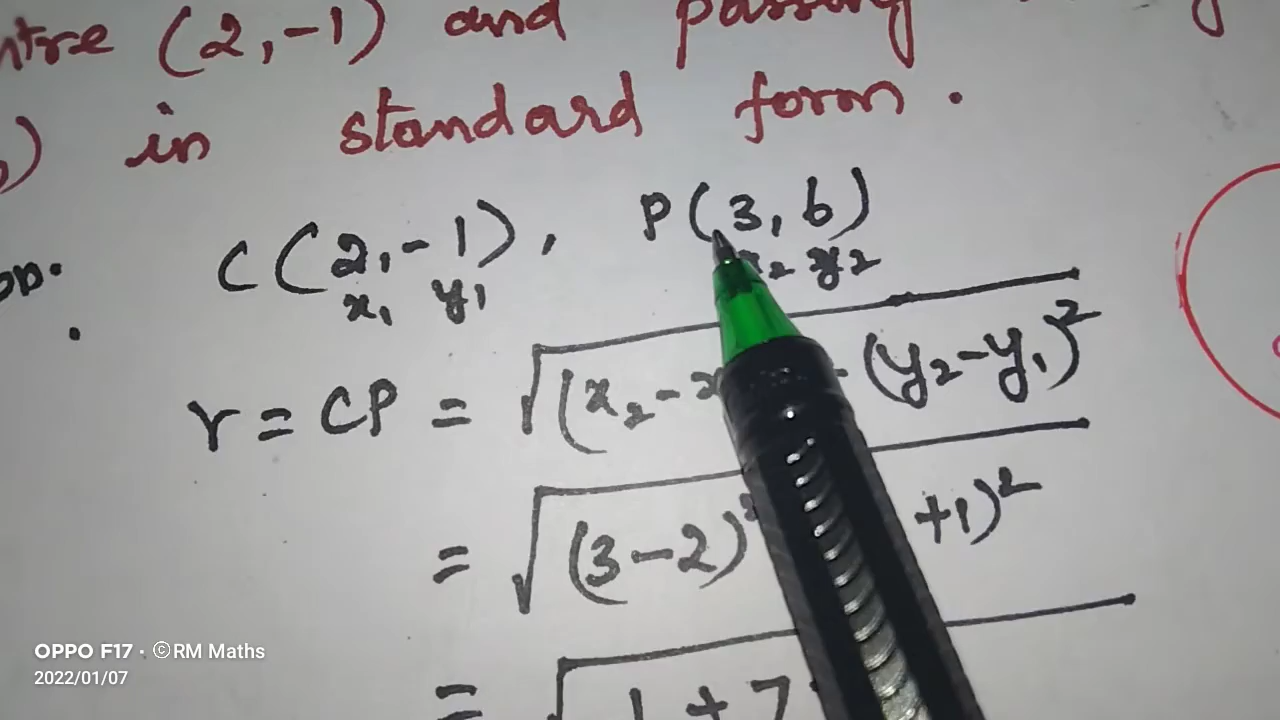 (2,-1) and
) in standard form.
C(2,-1), P(3,6)
x₁ y₁ y₂
r = CP = √(x₂-x (y₂-y₁)²
= √(3-2)² +1)²
= √1+7
OPPO F17 · ©RM Maths
2022/01/07